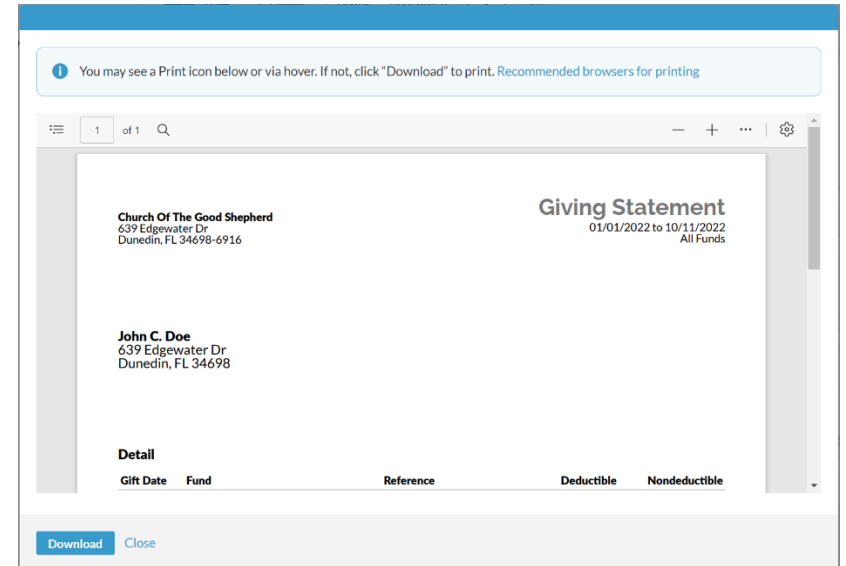 You may see a Print icon below or via hover. If not, click “Download” to print. Recommended browsers for printing
1 of 1
Church Of The Good Shepherd
639 Edgewater Dr
Dunedin, FL 34698-6916
Giving Statement
01/01/2022 to 10/11/2022
All Funds
John C. Doe
639 Edgewater Dr
Dunedin, FL 34698
Detail
Gift Date Fund Reference Deductible Nondeductible
Download Close